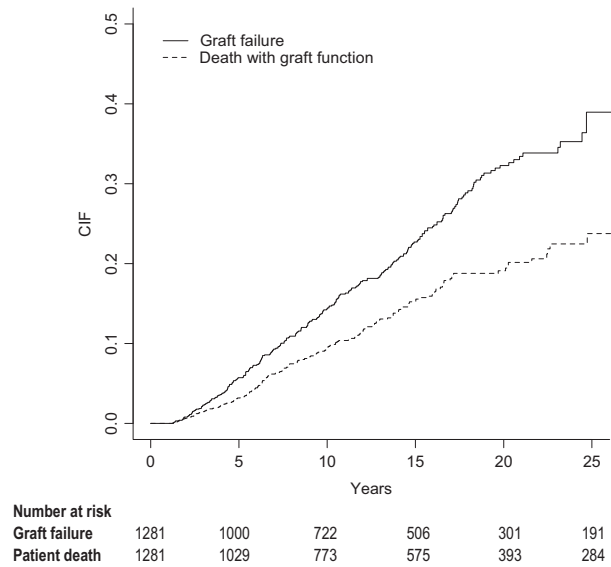 0.5
Graft failure
Death with graft function
0.4
0.3
CIF
0.2
0.1
0.0
0 5 10 15 20 25
Years
Number at risk
Graft failure 1281 1000 722 506 301 191
Patient death 1281 1029 773 575 393 284